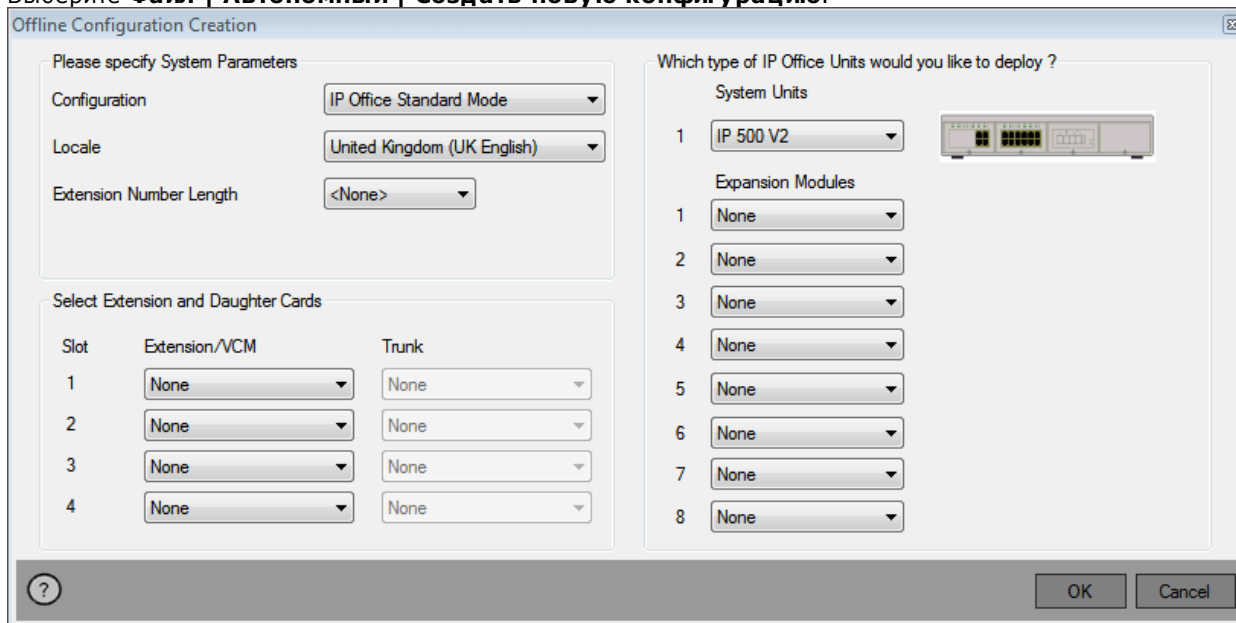 Выберите Файл | Автономный | Создать новую конфигурацию.
Offline Configuration Creation
Please specify System Parameters
Configuration IP Office Standard Mode
Locale United Kingdom (UK English)
Extension Number Length <None>
Select Extension and Daughter Cards
Slot Extension/VCM Trunk
1 None None
2 None None
3 None None
4 None None
Which type of IP Office Units would you like to deploy ?
System Units
1 IP 500 V2
Expansion Modules
1 None
2 None
3 None
4 None
5 None
6 None
7 None
8 None
? OK Cancel